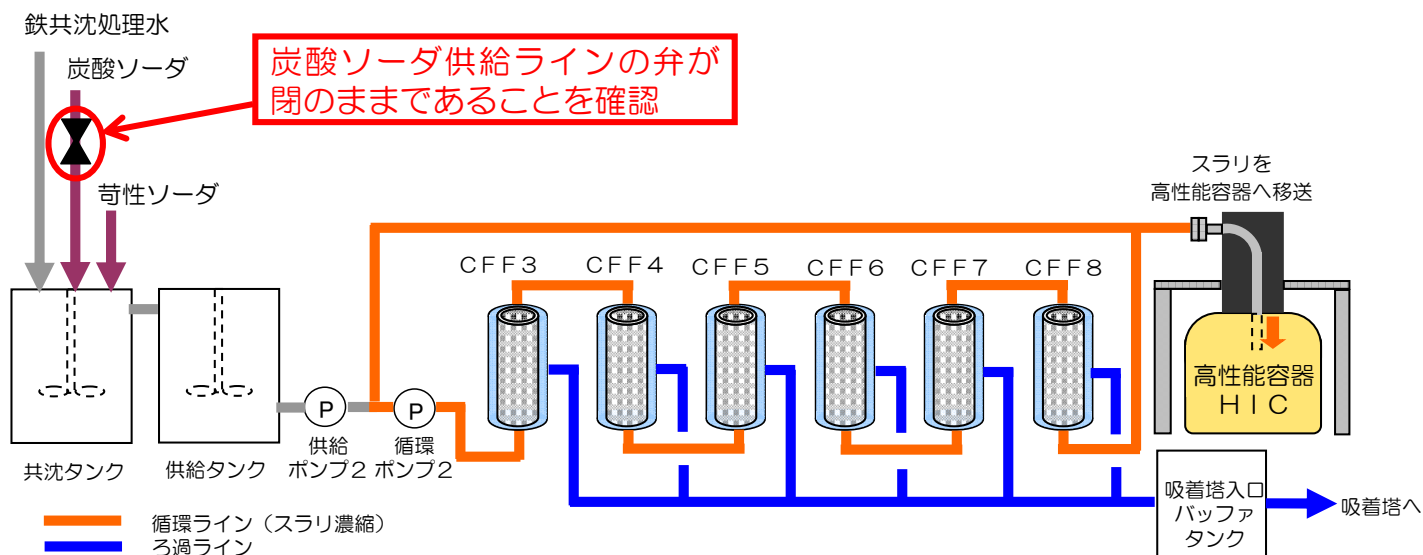 鉄共沈処理水
炭酸ソーダ
炭酸ソーダ供給ラインの弁が
閉のままであることを確認
苛性ソーダ
スラリを
高性能容器へ移送
CFF3
CFF4
CFF5
CFF6
CFF7
CFF8
高性能容器
HIC
P
P
供給
ポンプ2
循環
ポンプ2
共沈タンク
供給タンク
吸着塔入口
バッファ
タンク
吸着塔へ
循環ライン(スラリ濃縮)
ろ過ライン